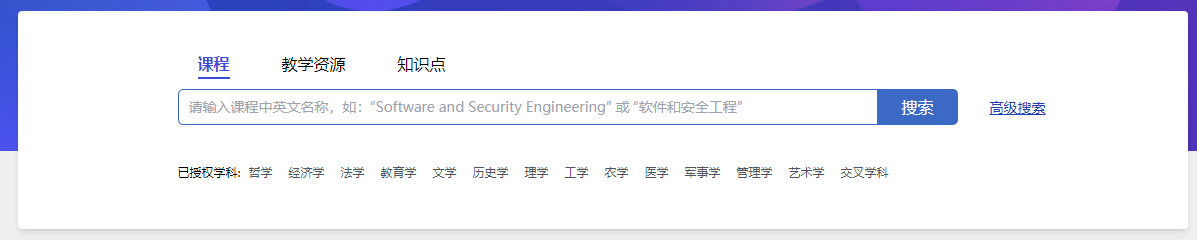 课程 教学资源 知识点
请输入课程中英文名称，如：“Software and Security Engineering” 或 “软件和安全工程” 搜索 高级搜索
已授权学科: 哲学 经济学 法学 教育学 文学 历史学 理学 工学 农学 医学 军事学 管理学 艺术学 交叉学科